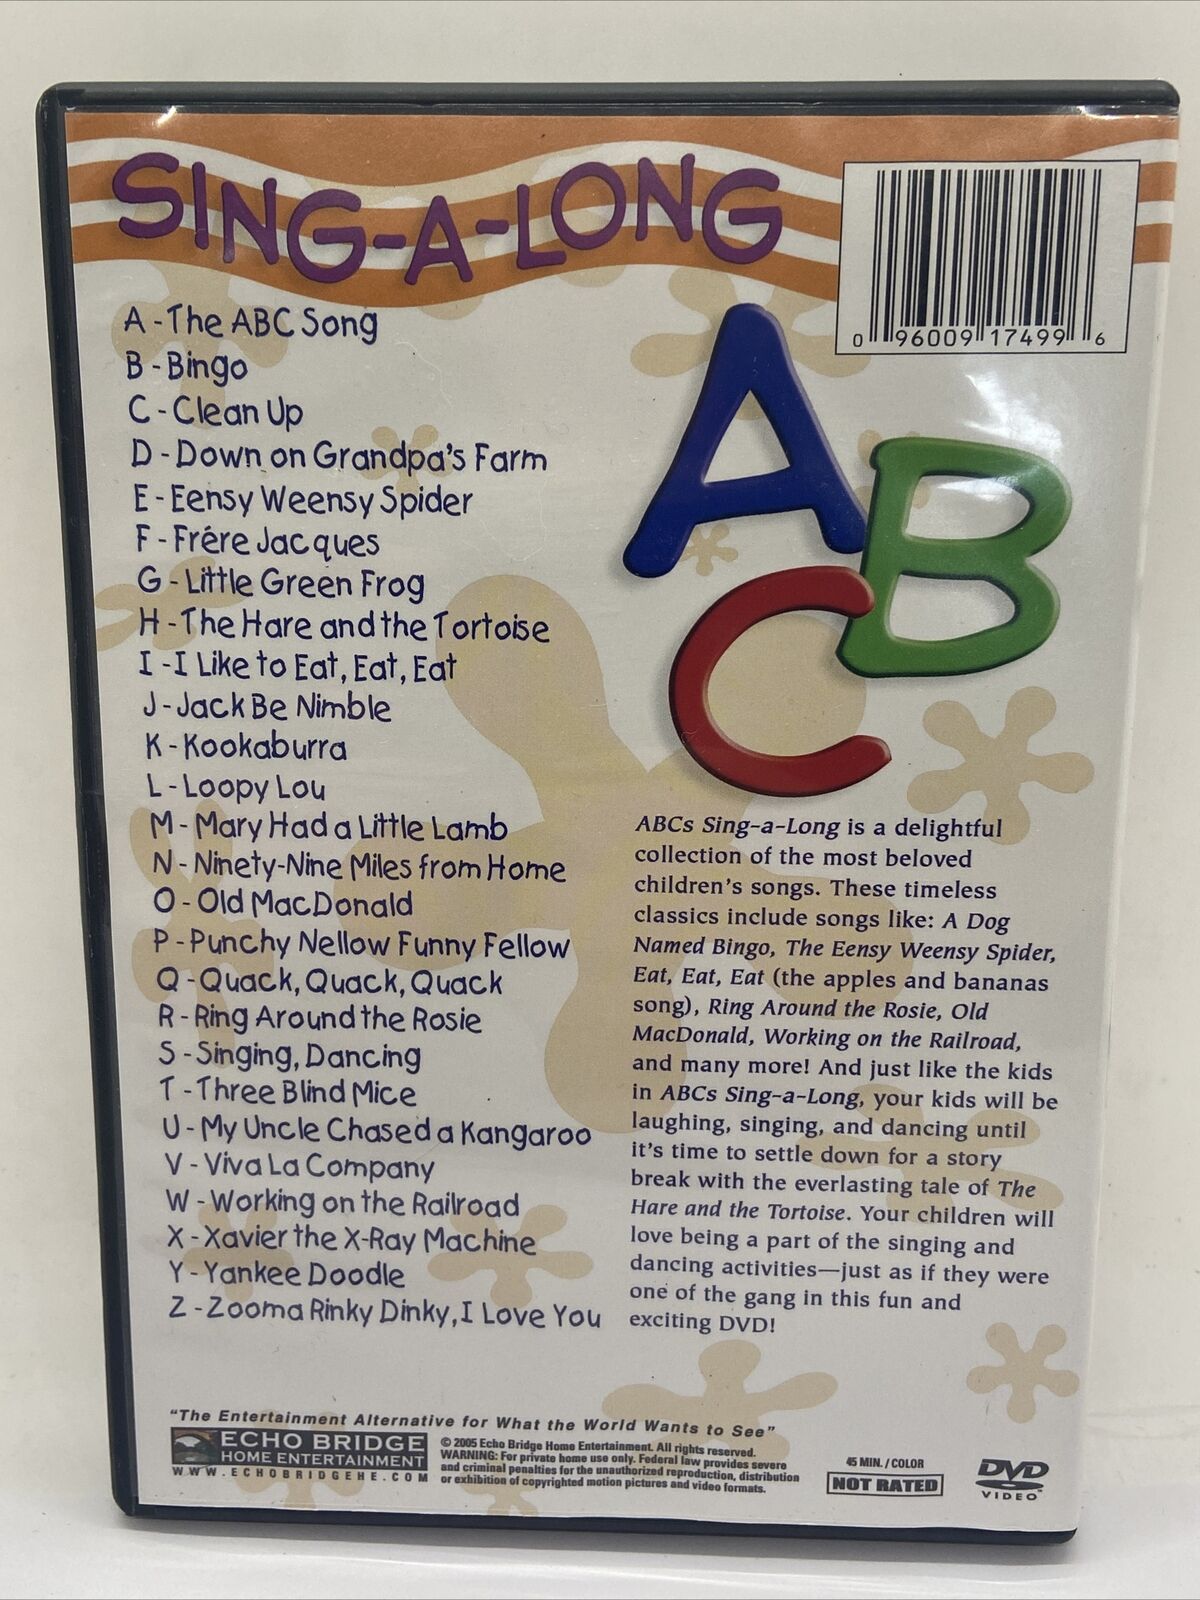 SING-A-LONG
0 96009 17499 6
A - The ABC Song
B - Bingo
C - Clean Up
D - Down on Grandpa's Farm
E - Eensy Weensy Spider
F - Frére Jacques
G - Little Green Frog
H - The Hare and the Tortoise
I - I Like to Eat, Eat, Eat
J - Jack Be Nimble
K - Kookaburra
L - Loopy Lou
M - Mary Had a Little Lamb
N - Ninety-Nine Miles from Home
O - Old MacDonald
P - Punchy Nellow Funny Fellow
Q - Quack, Quack, Quack
R - Ring Around the Rosie
S - Singing, Dancing
T - Three Blind Mice
U - My Uncle Chased a Kangaroo
V - Viva La Company
W - Working on the Railroad
X - Xavier the X-Ray Machine
Y - Yankee Doodle
Z - Zooma Rinky Dinky, I Love You
A
B
C
ABCs Sing-a-Long is a delightful
collection of the most beloved
children's songs. These timeless
classics include songs like: A Dog
Named Bingo, The Eensy Weensy Spider,
Eat, Eat, Eat (the apples and bananas
song), Ring Around the Rosie, Old
MacDonald, Working on the Railroad,
and many more! And just like the kids
in ABCs Sing-a-Long, your kids will be
laughing, singing, and dancing until
it's time to settle down for a story
break with the everlasting tale of The
Hare and the Tortoise. Your children will
love being a part of the singing and
dancing activities—just as if they were
one of the gang in this fun and
exciting DVD!
"The Entertainment Alternative for What the World Wants to See"
ECHO BRIDGE
HOME ENTERTAINMENT
WWW.ECHOBRIDGEHE.COM
© 2005 Echo Bridge Home Entertainment. All rights reserved.
WARNING: For private home use only. Federal law provides severe
and criminal penalties for the unauthorized reproduction, distribution
or exhibition of copyrighted motion pictures and video formats.
45 MIN. / COLOR
NOT RATED
DVD
VIDEO™